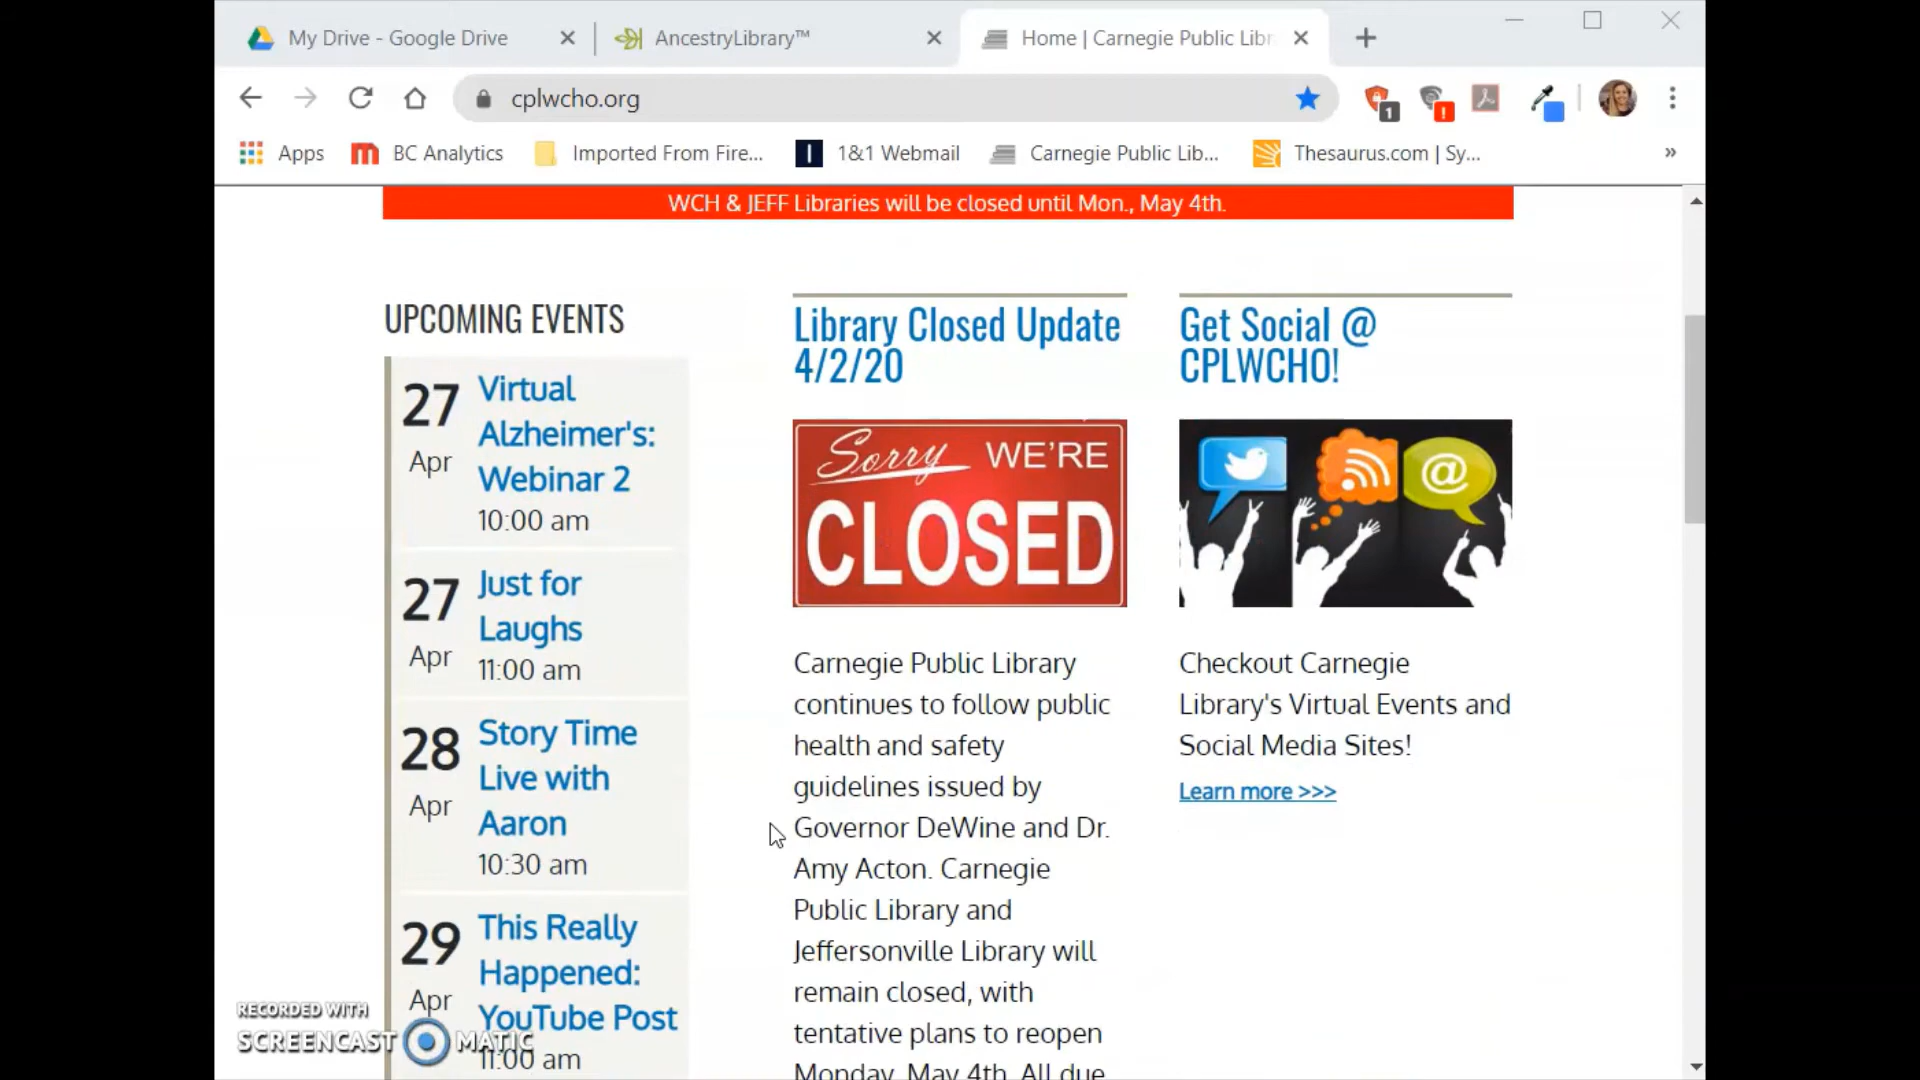 My Drive - Google Drive
AncestryLibrary™
Home | Carnegie Public Libr
cplwcho.org
1
!
Apps
BC Analytics
Imported From Fire...
1&1 Webmail
Carnegie Public Lib...
Thesaurus.com | Sy...
»
WCH & JEFF Libraries will be closed until Mon., May 4th.
UPCOMING EVENTS
27
Apr
Virtual
Alzheimer's:
Webinar 2
10:00 am
27
Apr
Just for
Laughs
11:00 am
28
Apr
Story Time
Live with
Aaron
10:30 am
29
Apr
This Really
Happened:
YouTube Post
11:00 am
Library Closed Update
4/2/20
Sorry WE'RE
CLOSED
Carnegie Public Library
continues to follow public
health and safety
guidelines issued by
Governor DeWine and Dr.
Amy Acton. Carnegie
Public Library and
Jeffersonville Library will
remain closed, with
tentative plans to reopen
Monday, May 4th. All due
Get Social @
CPLWCHO!
@
Checkout Carnegie
Library's Virtual Events and
Social Media Sites!
Learn more >>>
RECORDED WITH
SCREENCAST MATIC